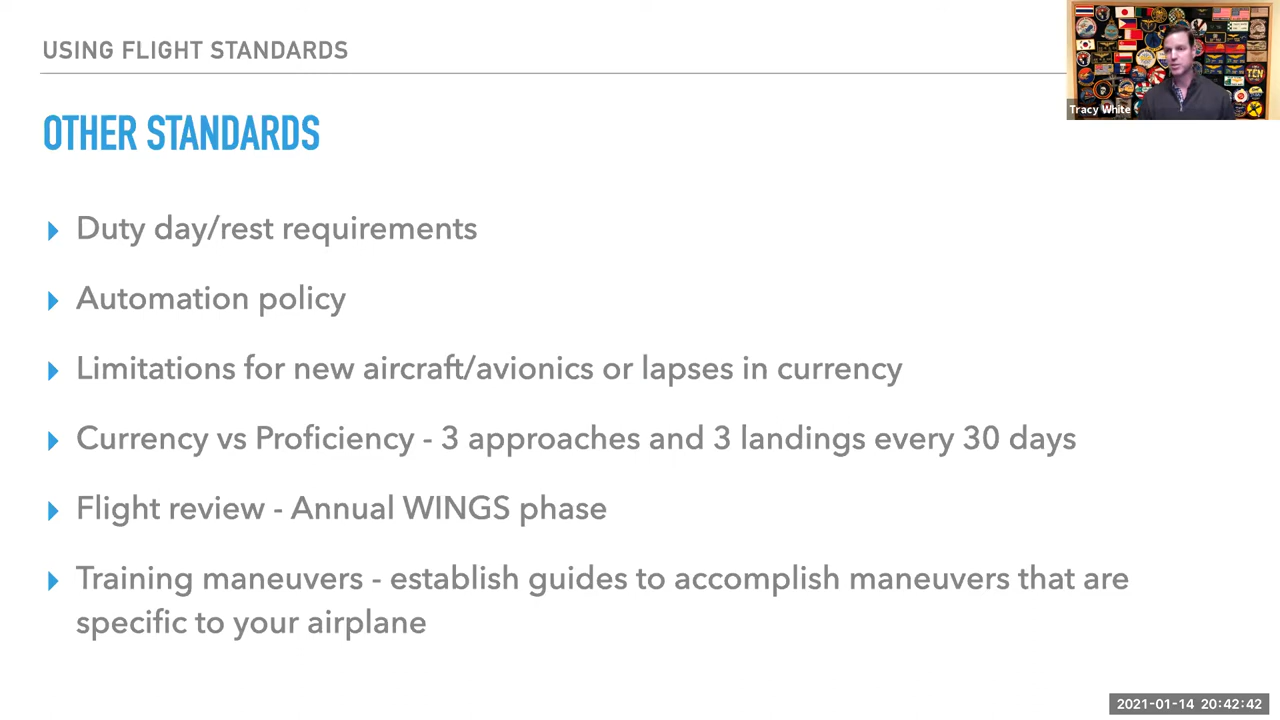 USING FLIGHT STANDARDS
OTHER STANDARDS
Duty day/rest requirements
Automation policy
Limitations for new aircraft/avionics or lapses in currency
Currency vs Proficiency - 3 approaches and 3 landings every 30 days
Flight review - Annual WINGS phase
Training maneuvers - establish guides to accomplish maneuvers that are
specific to your airplane
Tracy White
TEN
2021-01-14 20:42:42